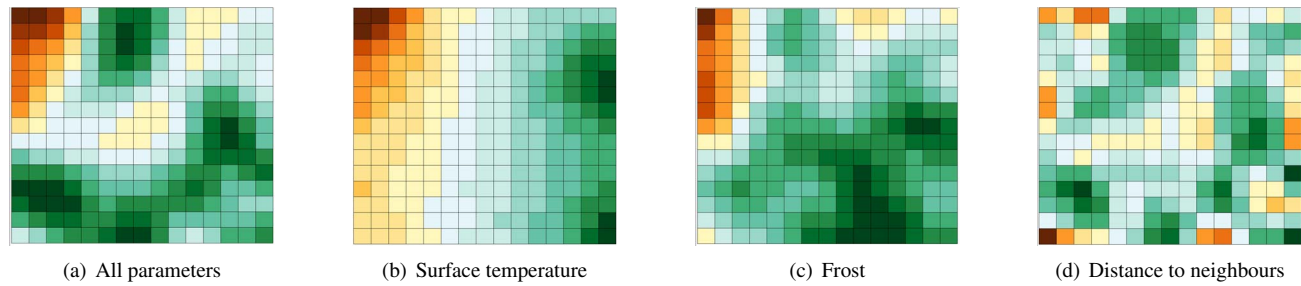 (a) All parameters
(b) Surface temperature
(c) Frost
(d) Distance to neighbours